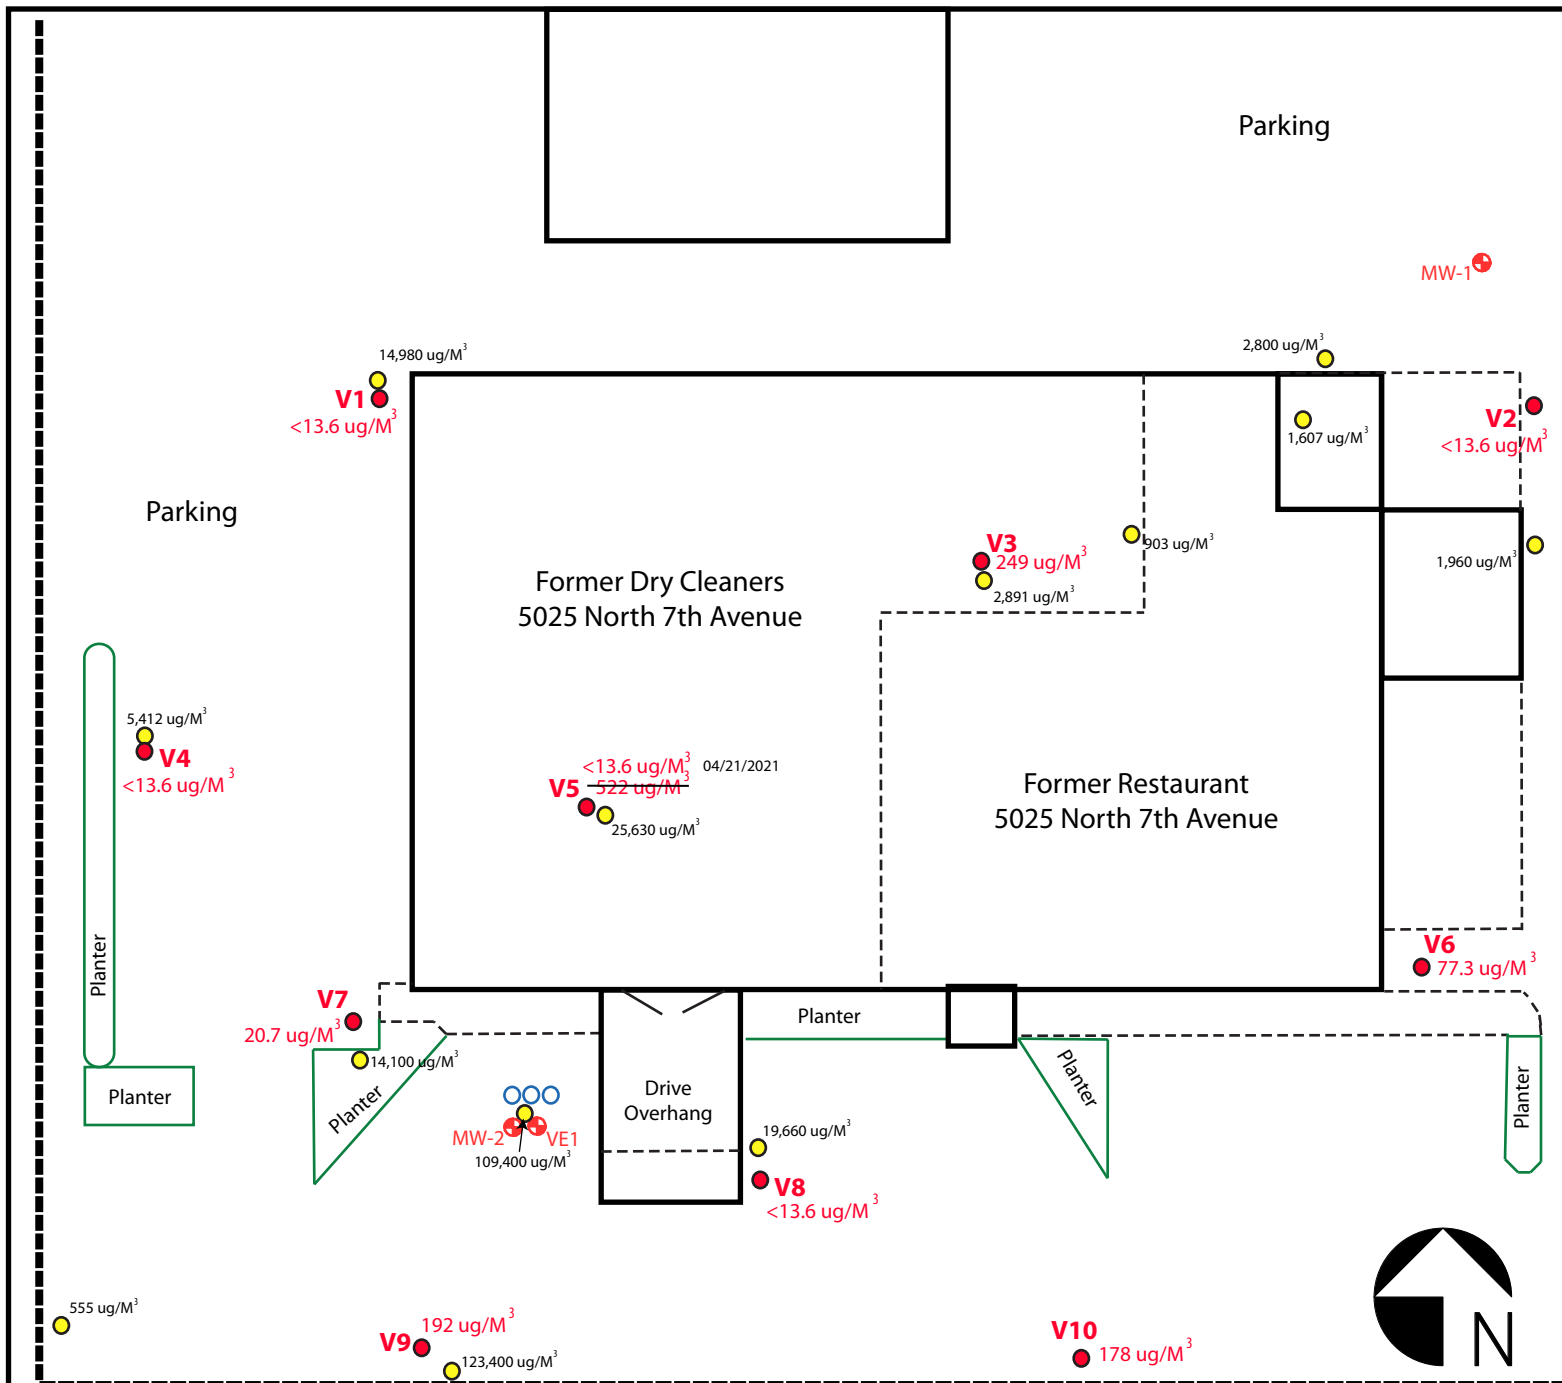 Parking
MW-1
14,980 ug/M³
2,800 ug/M³
V1
<13.6 ug/M³
V2
<13.6 ug/M³
1,607 ug/M³
Parking
V3
249 ug/M³
903 ug/M³
2,891 ug/M³
1,960 ug/M³
Former Dry Cleaners
5025 North 7th Avenue
5,412 ug/M³
V4
<13.6 ug/M³
<13.6 ug/M³ 04/21/2021
V5 522 ug/M³
25,630 ug/M³
Former Restaurant
5025 North 7th Avenue
Planter
V6
77.3 ug/M³
V7
20.7 ug/M³
14,100 ug/M³
Planter
Planter
Planter
Planter
Planter
Drive
Overhang
MW-2 VE1
109,400 ug/M³
19,660 ug/M³
V8
<13.6 ug/M³
555 ug/M³
192 ug/M³
V9
123,400 ug/M³
V10
178 ug/M³
N